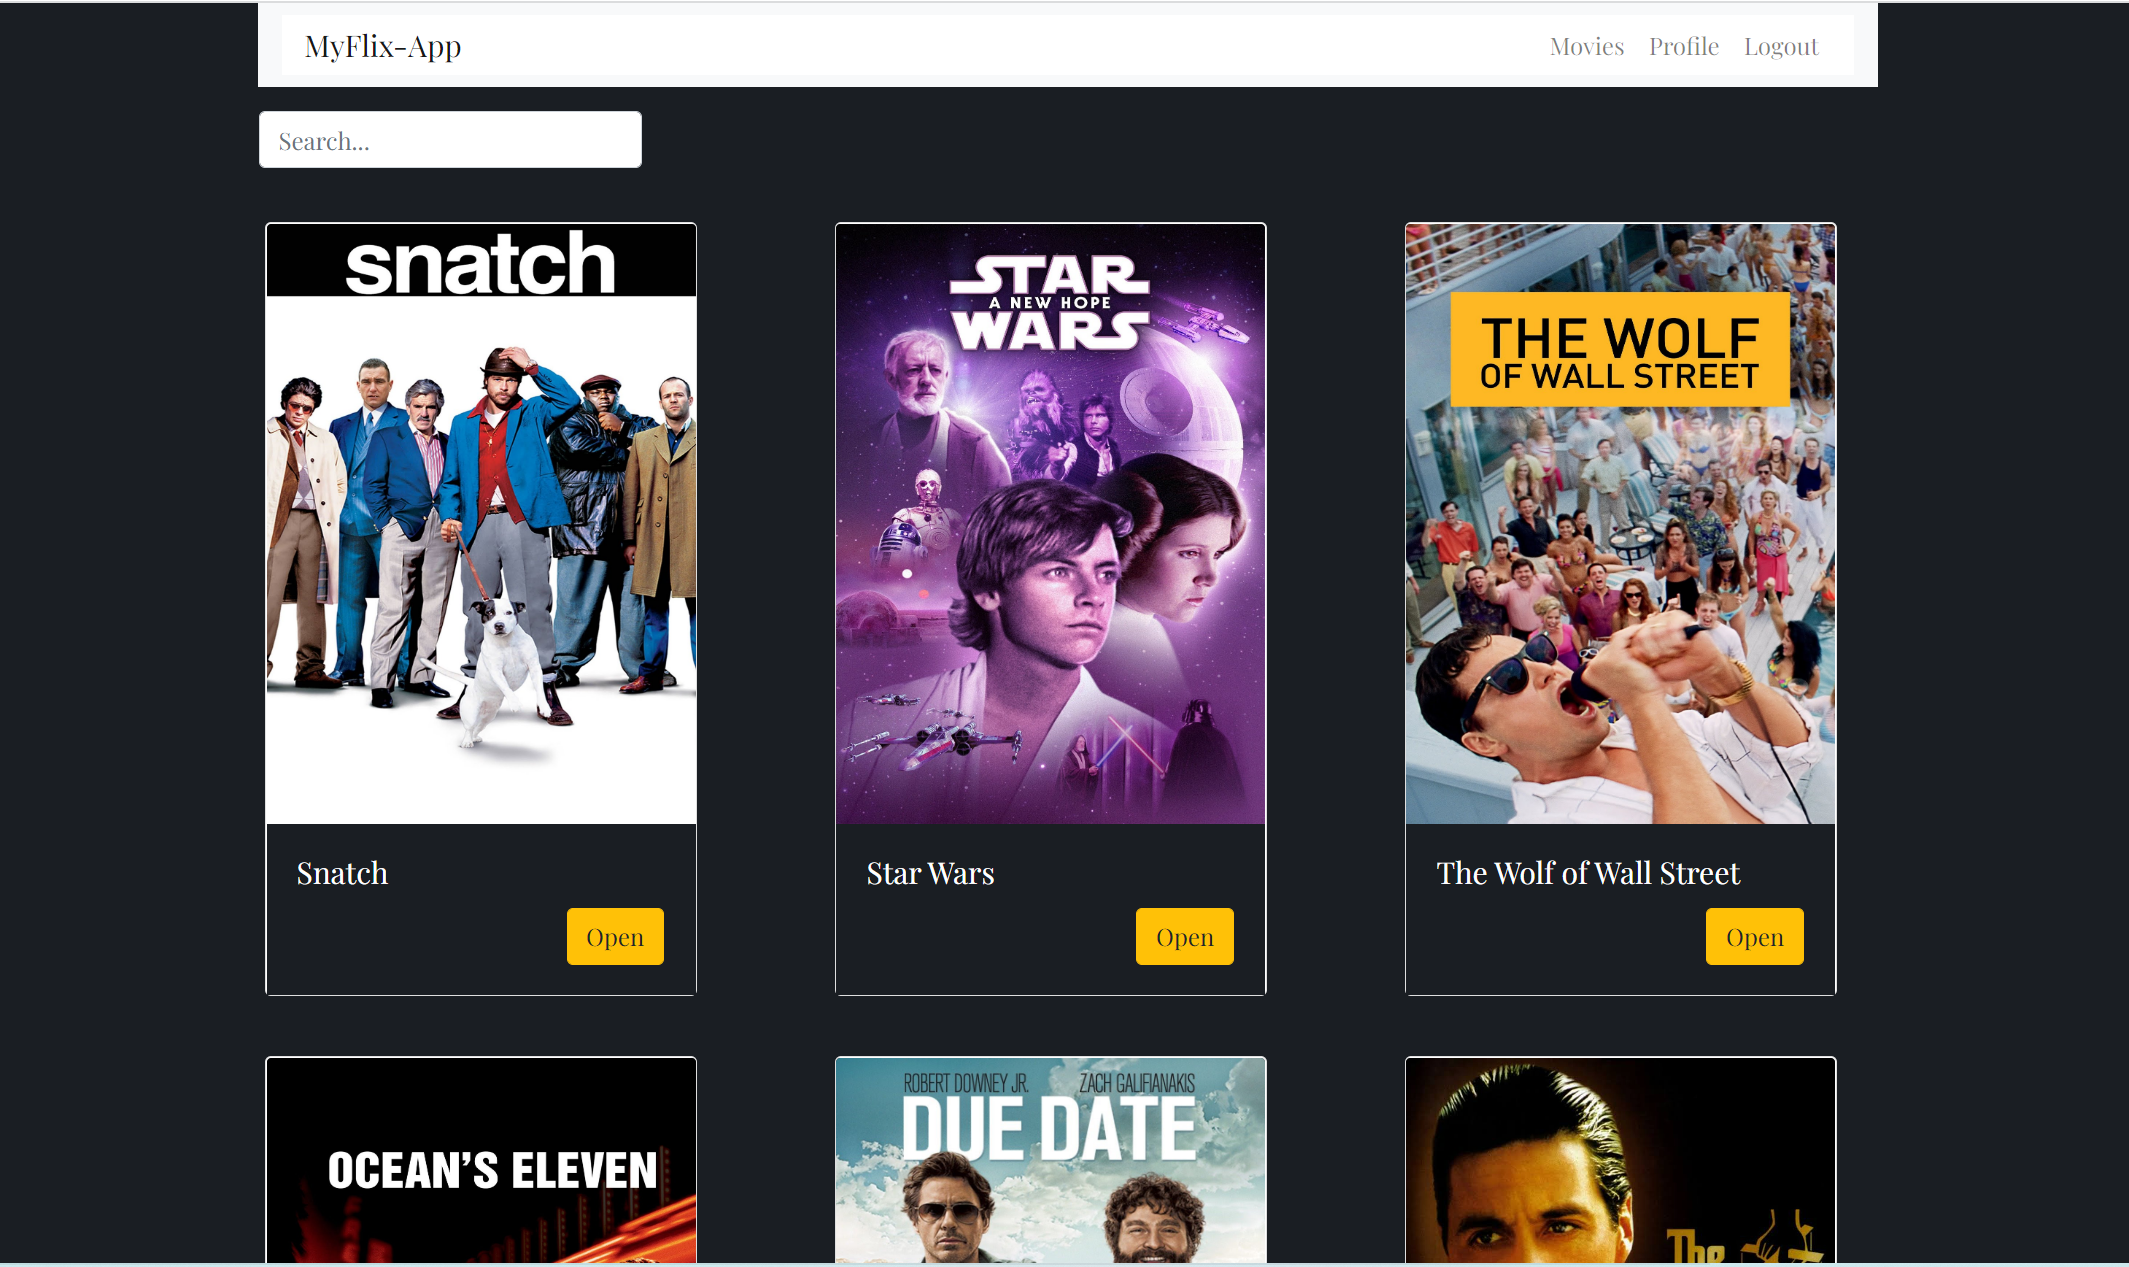 MyFlix-App
Movies Profile Logout
Search...
snatch
STAR
A NEW HOPE
WARS
THE WOLF
OF WALL STREET
Snatch
Open
Star Wars
Open
The Wolf of Wall Street
Open
OCEAN'S ELEVEN
ROBERT DOWNEY JR. ZACH GALIFIANAKIS
DUE DATE
The